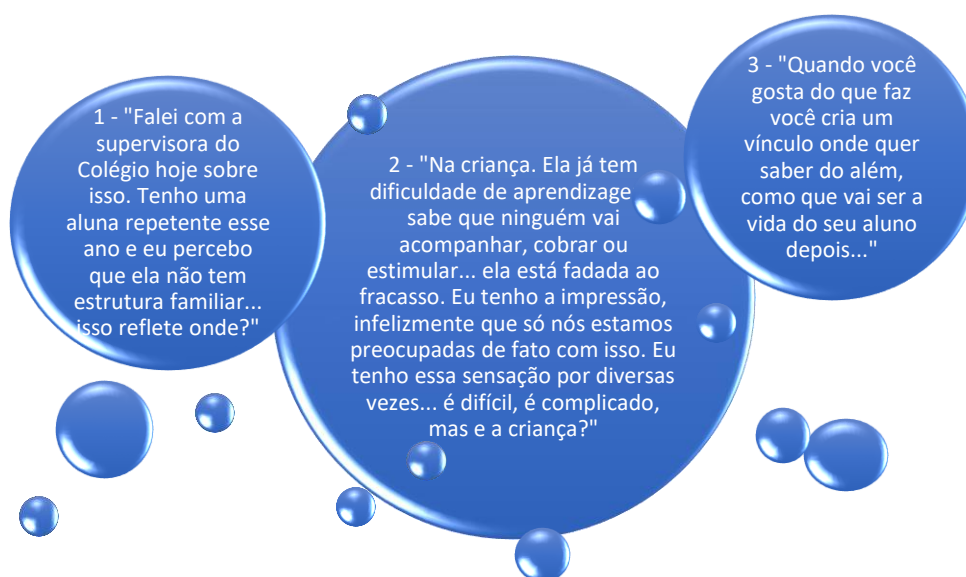 1 - "Falei com a
supervisora do
Colégio hoje sobre
isso. Tenho uma
aluna repetente esse
ano e eu percebo
que ela não tem
estrutura familiar...
isso reflete onde?"
2 - "Na criança. Ela já tem
dificuldade de aprendizage
sabe que ninguém vai
acompanhar, cobrar ou
estimular... ela está fadada ao
fracasso. Eu tenho a impressão,
infelizmente que só nós estamos
preocupadas de fato com isso. Eu
tenho essa sensação por diversas
vezes... é difícil, é complicado,
mas e a criança?"
3 - "Quando você
gosta do que faz
você cria um
vínculo onde quer
saber do além,
como que vai ser a
vida do seu aluno
depois..."